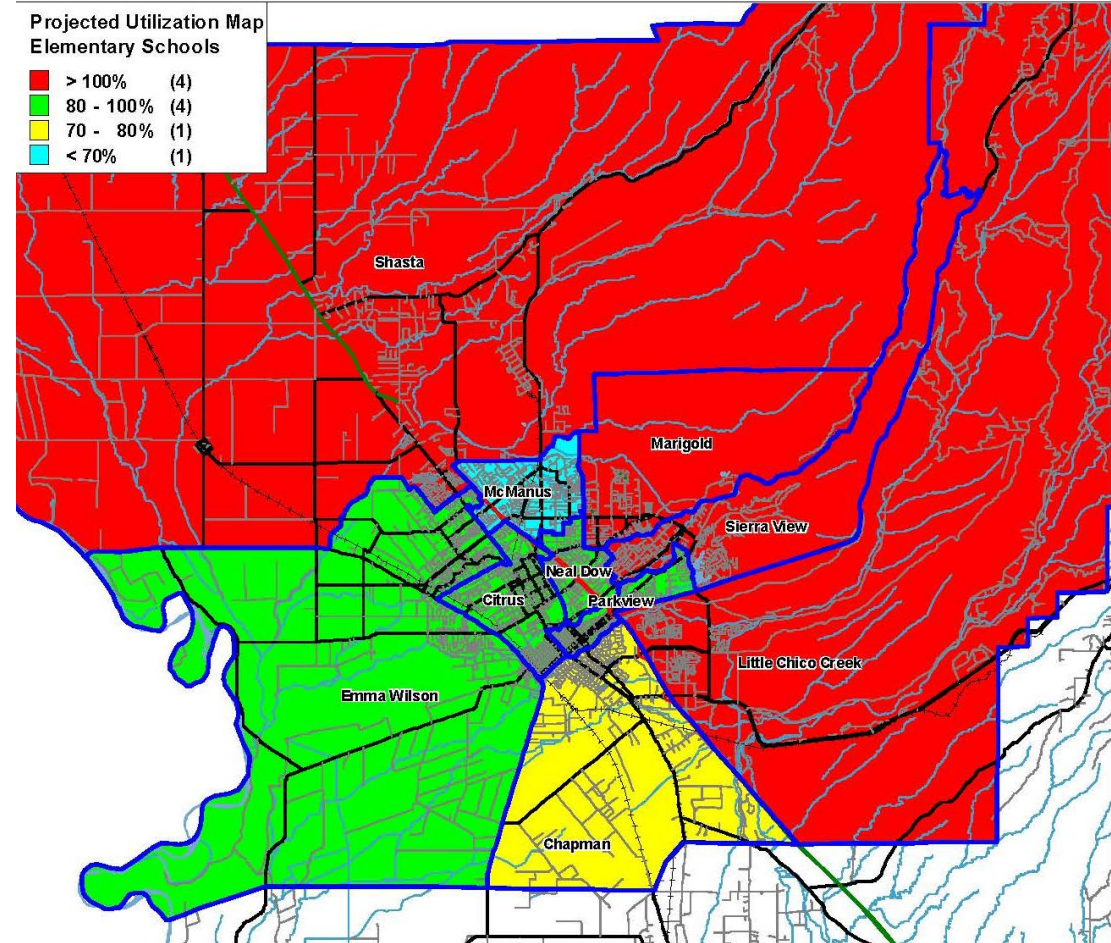 Projected Utilization Map
Elementary Schools
> 100% (4)
80 - 100% (4)
70 - 80% (1)
< 70% (1)
Shasta
Marigold
McManus
Sierra View
Neal Dow
Citrus
Parkview
Little Chico Creek
Emma Wilson
Chapman